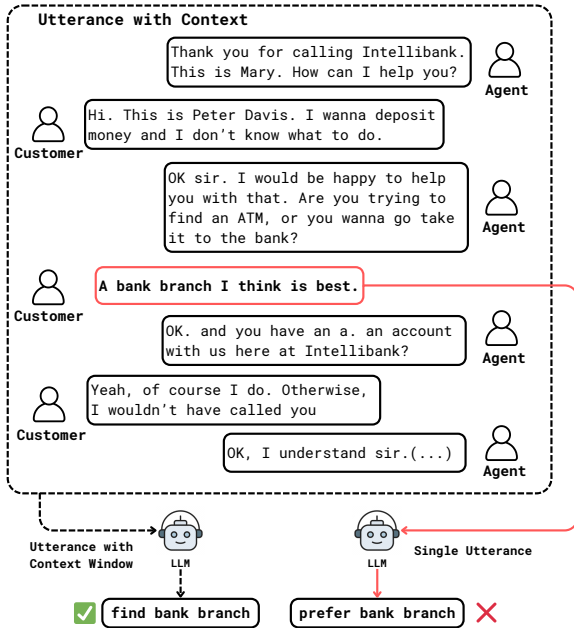 Utterance with Context
Thank you for calling Intellibank.
This is Mary. How can I help you?
Agent
Hi. This is Peter Davis. I wanna deposit
money and I don't know what to do.
Customer
OK sir. I would be happy to help
you with that. Are you trying to
find an ATM, or you wanna go take
it to the bank?
Agent
A bank branch I think is best.
Customer
OK. and you have an a. an account
with us here at Intellibank?
Agent
Yeah, of course I do. Otherwise,
I wouldn't have called you
Customer
OK, I understand sir.(...)
Agent
Utterance with
Context Window
LLM
LLM
Single Utterance
find bank branch
prefer bank branch